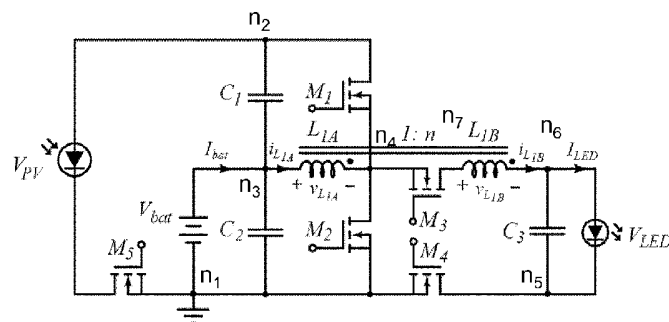 n2
C1
M1
n7
L1A
n4
1: n
L1B
n6
VPV
Ibat
iL1A
iL1B
ILED
n3
+ vL1A −
+ vL1B −
Vbat
C2
M2
M3
M4
C3
VLED
M5
n1
n5